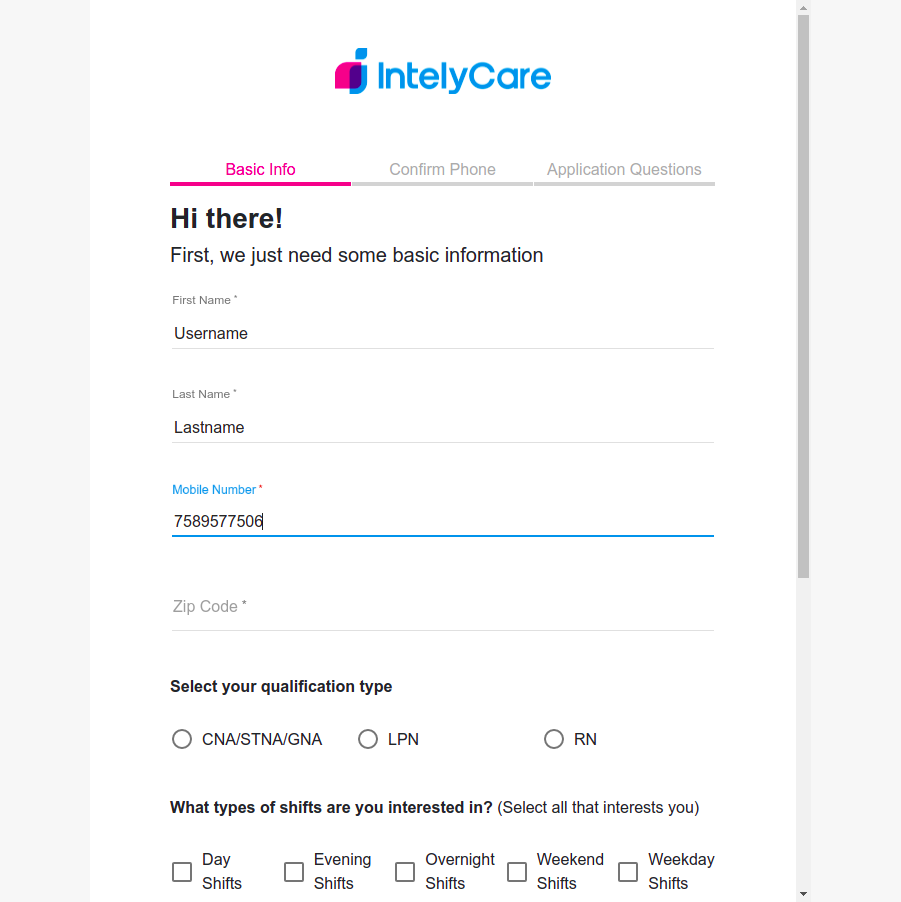 IntelyCare
Basic Info Confirm Phone Application Questions
Hi there!
First, we just need some basic information
First Name *
Username
Last Name *
Lastname
Mobile Number *
7589577506
Zip Code *
Select your qualification type
CNA/STNA/GNA LPN RN
What types of shifts are you interested in? (Select all that interests you)
Day Shifts
Evening Shifts
Overnight Shifts
Weekend Shifts
Weekday Shifts